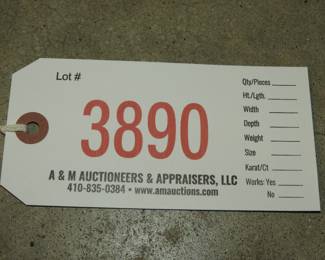 Lot #
3890
A & M AUCTIONEERS & APPRAISERS, LLC
410-835-0384 • www.amauctions.com
Qty/Pieces
Ht./Lgth.
Width
Depth
Weight
Size
Karat/Ct
Works: Yes
No